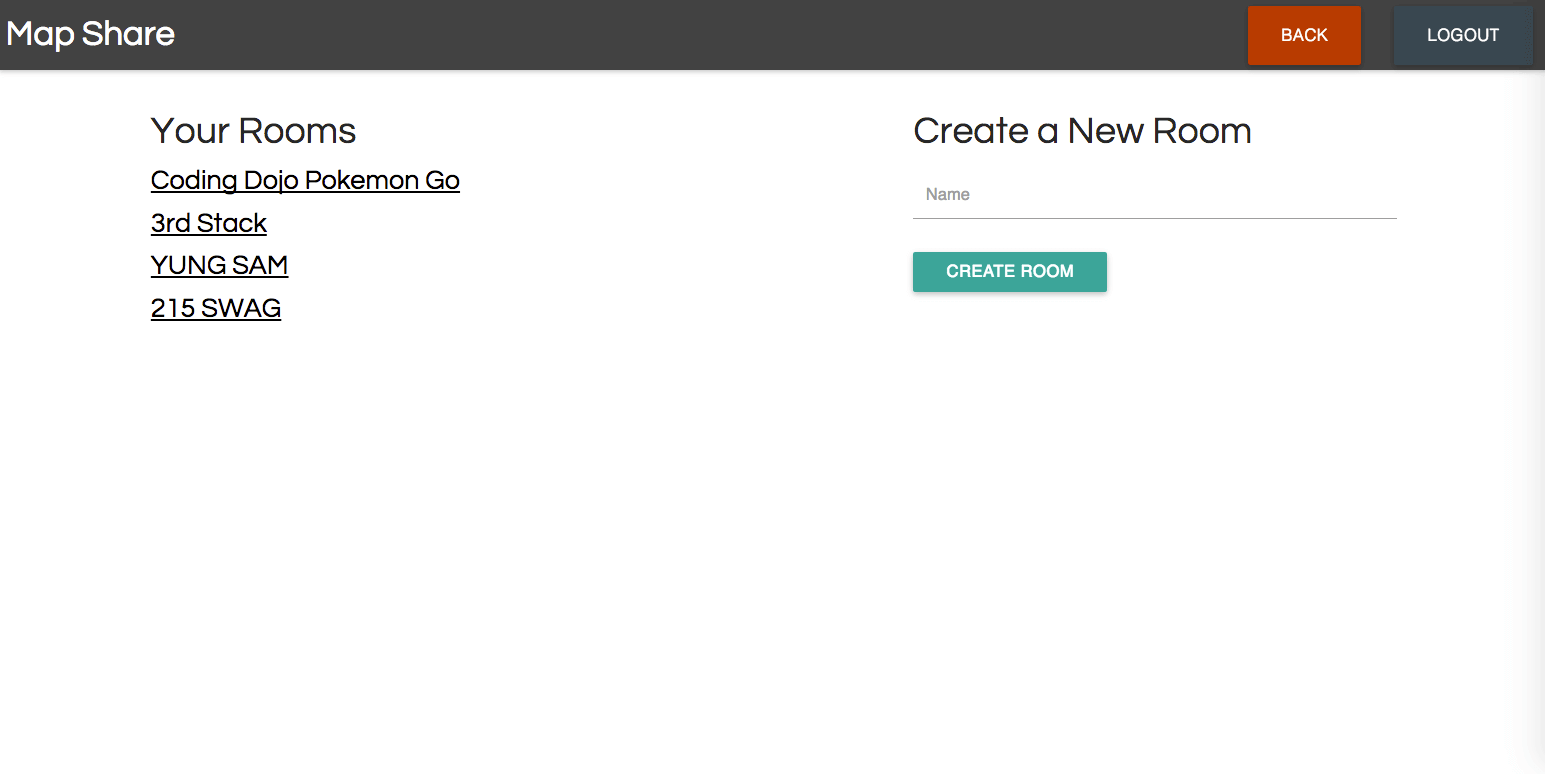 Map Share
BACK
LOGOUT
Your Rooms
Coding Dojo Pokemon Go
3rd Stack
YUNG SAM
215 SWAG
Create a New Room
Name
CREATE ROOM